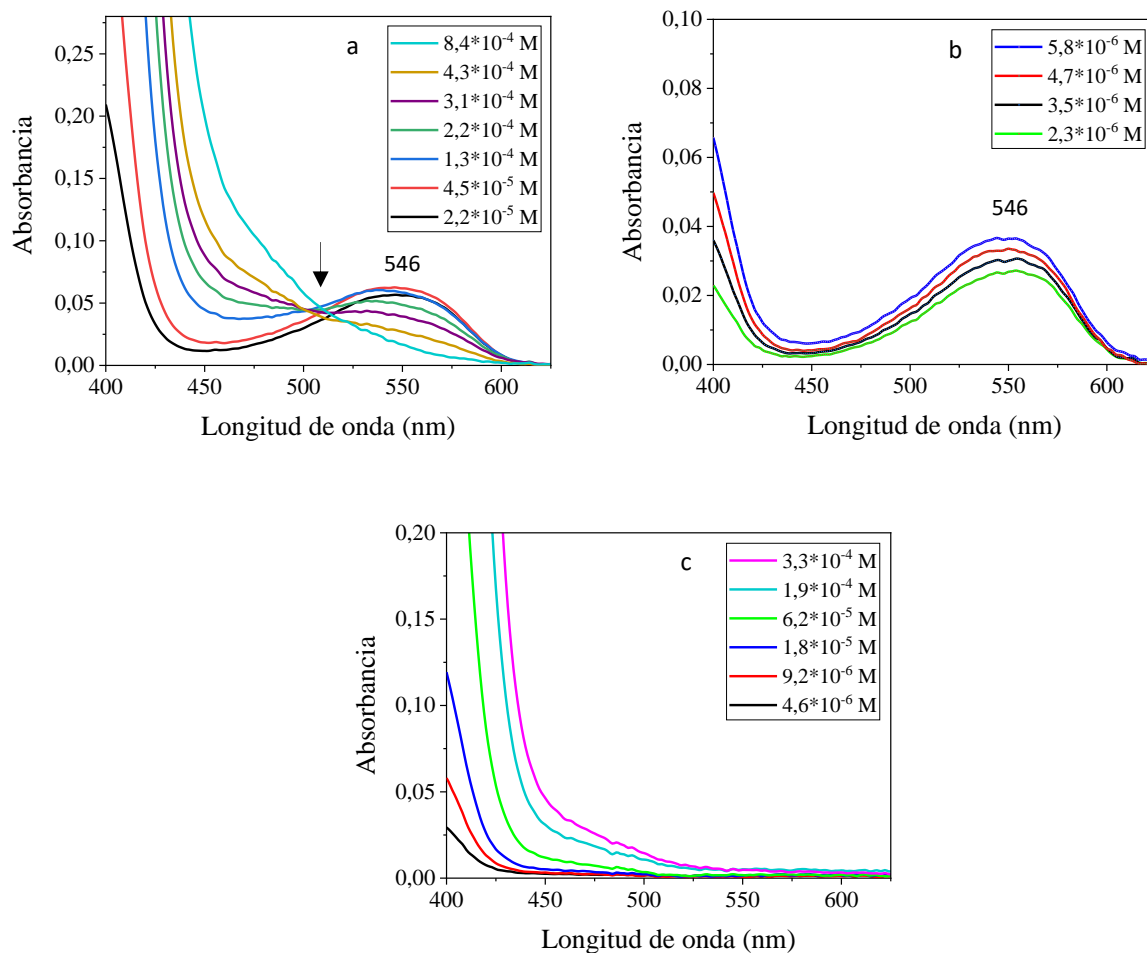 a
8,4*10⁻⁴ M
4,3*10⁻⁴ M
3,1*10⁻⁴ M
2,2*10⁻⁴ M
1,3*10⁻⁴ M
4,5*10⁻⁵ M
2,2*10⁻⁵ M
546
0,25
0,20
0,15
0,10
0,05
0,00
Absorbancia
400 450 500 550 600
Longitud de onda (nm)
b
5,8*10⁻⁶ M
4,7*10⁻⁶ M
3,5*10⁻⁶ M
2,3*10⁻⁶ M
546
0,10
0,08
0,06
0,04
0,02
0,00
Absorbancia
400 450 500 550 600
Longitud de onda (nm)
c
3,3*10⁻⁴ M
1,9*10⁻⁴ M
6,2*10⁻⁵ M
1,8*10⁻⁵ M
9,2*10⁻⁶ M
4,6*10⁻⁶ M
0,20
0,15
0,10
0,05
0,00
Absorbancia
400 450 500 550 600
Longitud de onda (nm)